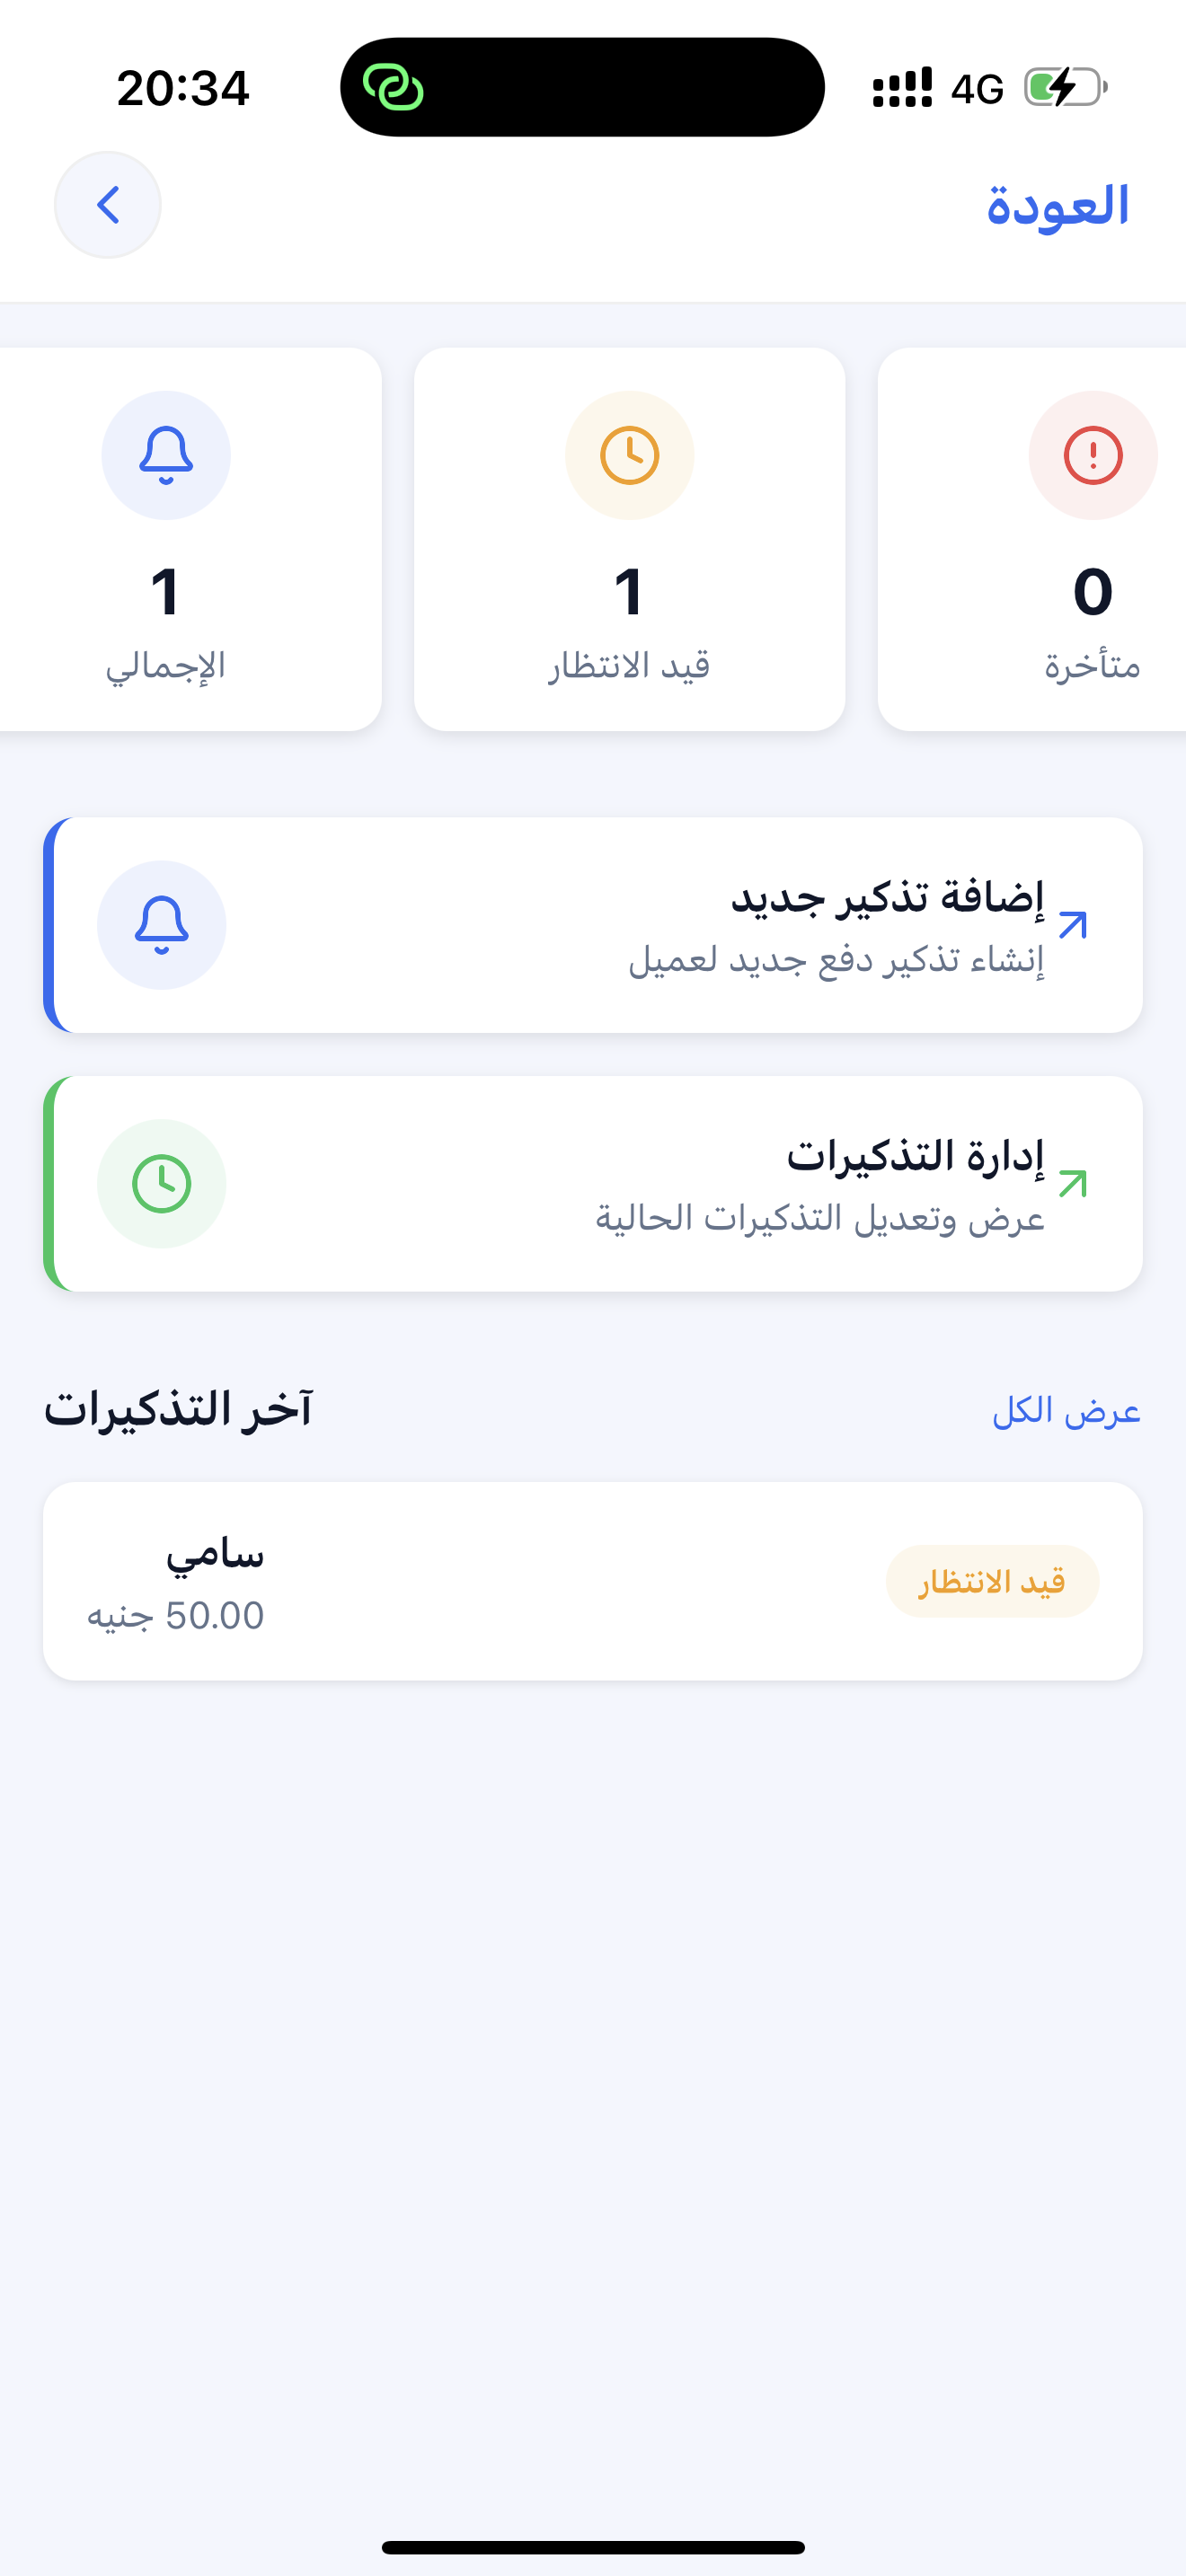 20:34
4G
العودة
0
متأخرة
1
قيد الانتظار
1
الإجمالي
إضافة تذكير جديد
إنشاء تذكير دفع جديد لعميل
إدارة التذكيرات
عرض وتعديل التذكيرات الحالية
آخر التذكيرات
عرض الكل
سامي
50.00 جنيه
قيد الانتظار